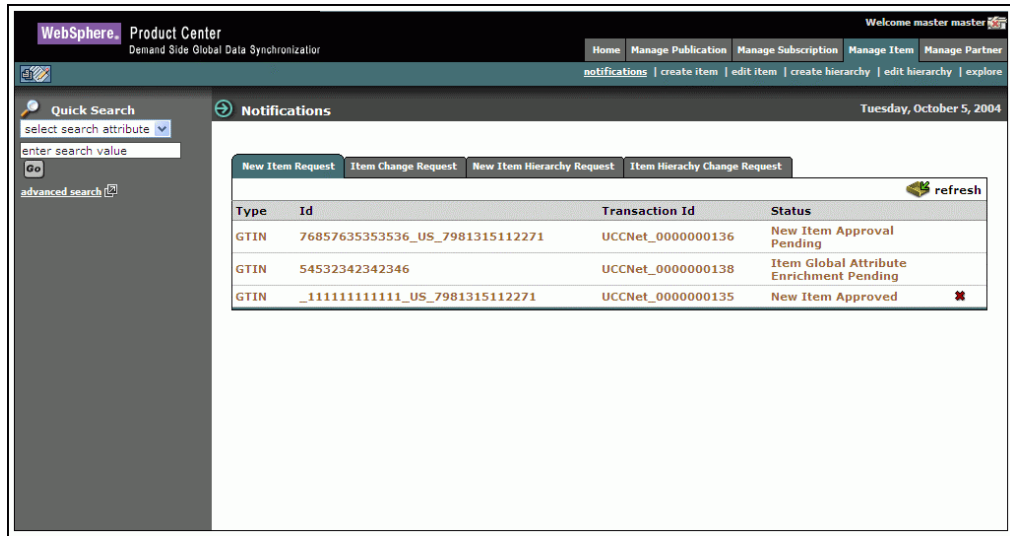 WebSphere. Product Center
Demand Side Global Data Synchronization
Welcome master master
Home Manage Publication Manage Subscription Manage Item Manage Partner
notifications | create item | edit item | create hierarchy | edit hierarchy | explore
Quick Search
select search attribute
enter search value
Go
advanced search
Notifications
Tuesday, October 5, 2004
New Item Request Item Change Request New Item Hierarchy Request Item Hierachy Change Request
refresh
Type Id Transaction Id Status
GTIN 76857635353536_US_7981315112271 UCCNet_0000000136 New Item Approval
Pending
GTIN 54532342342346 UCCNet_0000000138 Item Global Attribute
Enrichment Pending
GTIN _111111111111_US_7981315112271 UCCNet_0000000135 New Item Approved